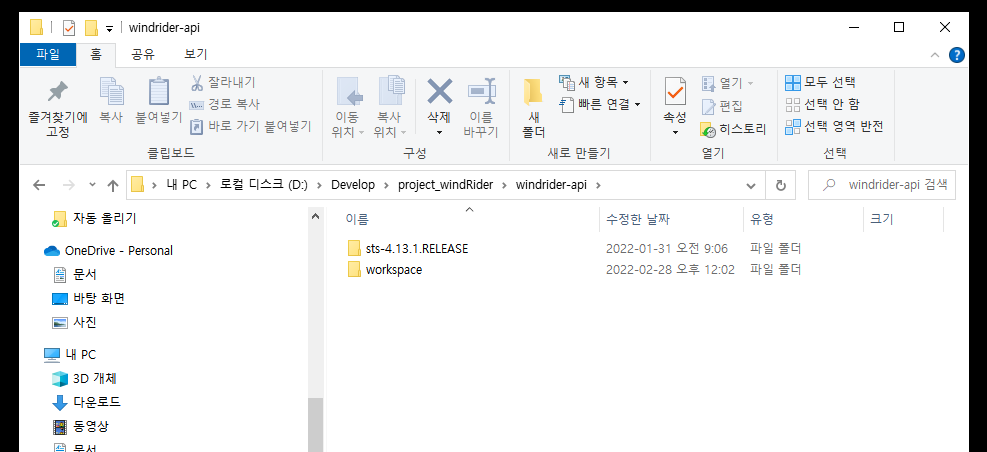 windrider-api
파일 홈 공유 보기
즐겨찾기에 고정
복사
붙여넣기
잘라내기
경로 복사
바로 가기 붙여넣기
클립보드
이동 위치
복사 위치
삭제
이름 바꾸기
구성
새 폴더
새 항목
빠른 연결
새로 만들기
속성
열기
편집
히스토리
열기
모두 선택
선택 안 함
선택 영역 반전
선택
내 PC > 로컬 디스크 (D:) > Develop > project_windRider > windrider-api >
windrider-api 검색
자동 올리기
OneDrive - Personal
문서
바탕 화면
사진
내 PC
3D 개체
다운로드
동영상
문서
이름 수정한 날짜 유형 크기
sts-4.13.1.RELEASE 2022-01-31 오전 9:06 파일 폴더
workspace 2022-02-28 오후 12:02 파일 폴더